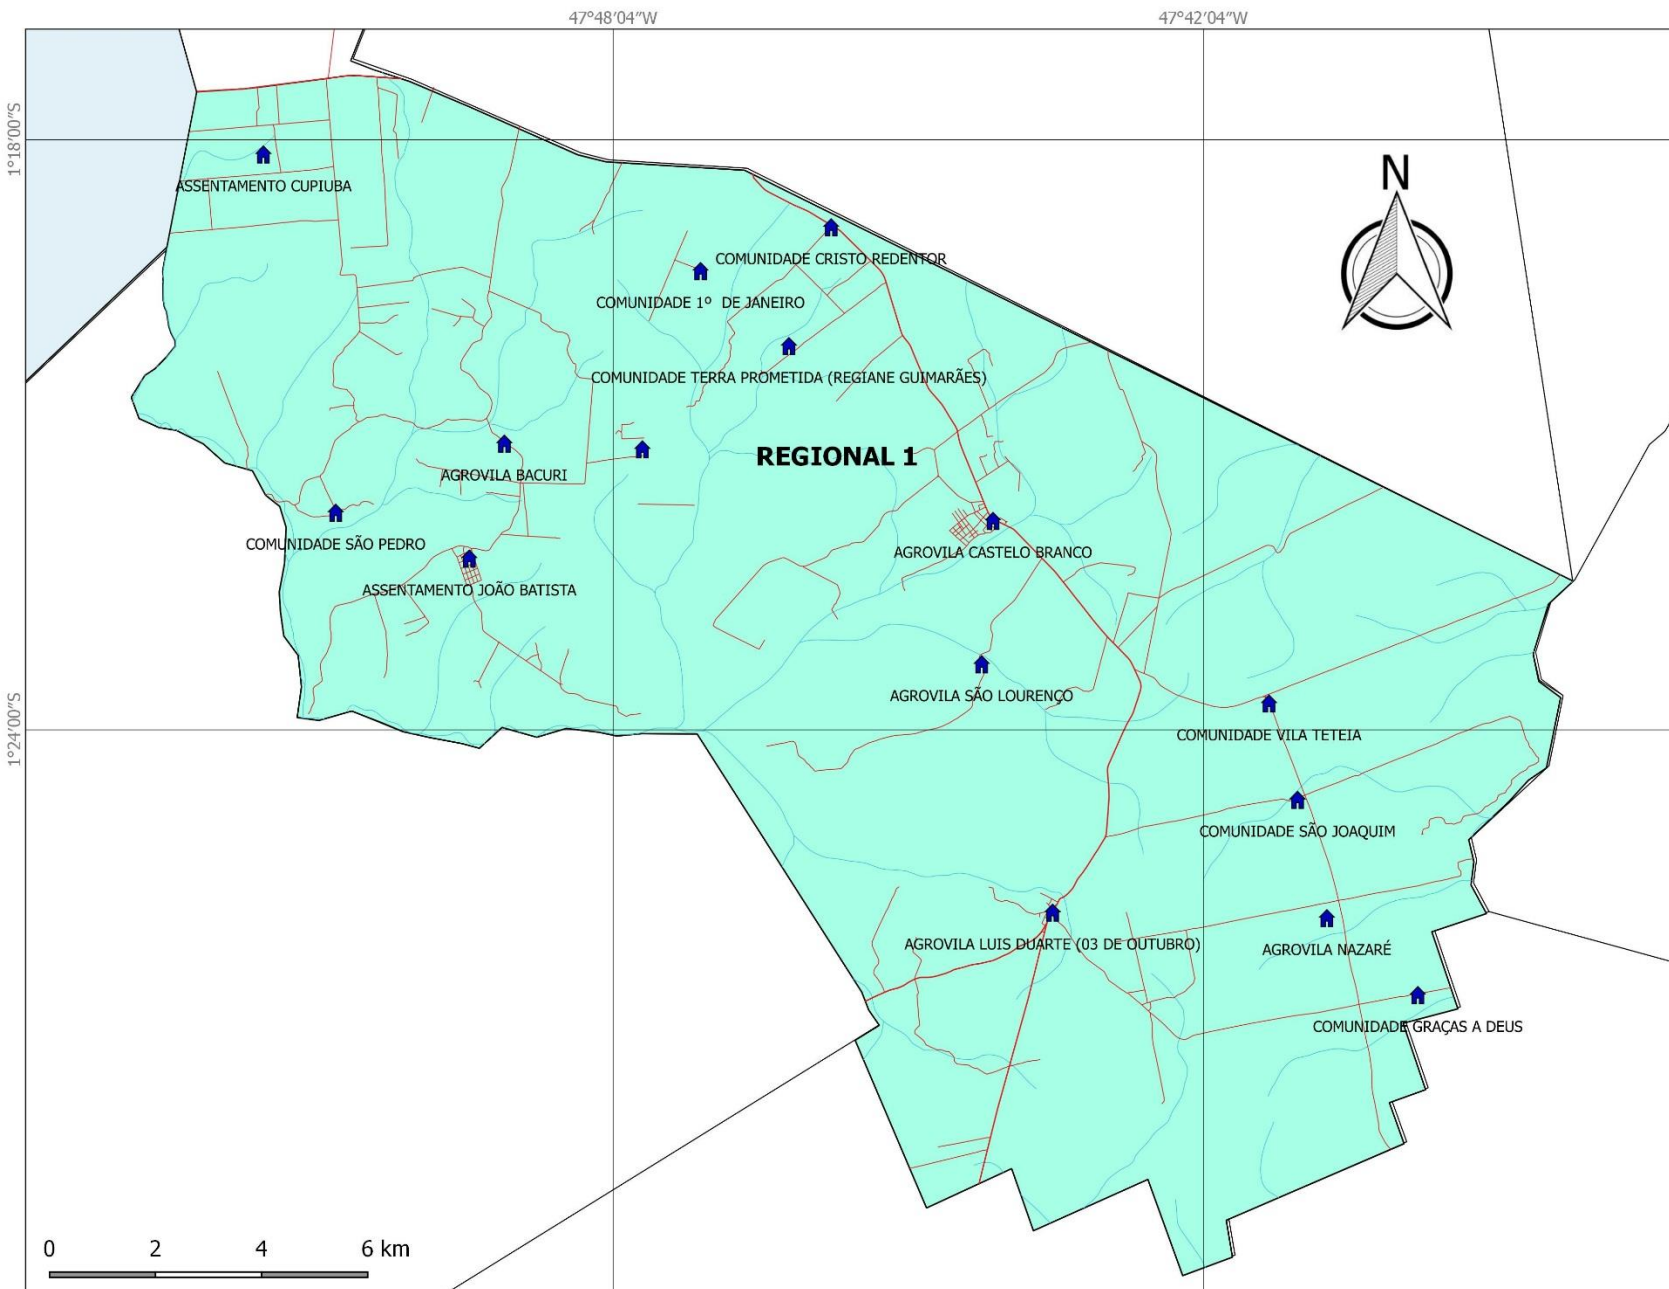 47°48′04″W
47°42′04″W
1°18′00″S
N
ASSENTAMENTO CUPIUBA
COMUNIDADE CRISTO REDENTOR
COMUNIDADE 1º DE JANEIRO
COMUNIDADE TERRA PROMETIDA (REGIANE GUIMARÃES)
REGIONAL 1
AGROVILA BACURI
COMUNIDADE SÃO PEDRO
AGROVILA CASTELO BRANCO
ASSENTAMENTO JOÃO BATISTA
AGROVILA SÃO LOURENÇO
1°24′00″S
COMUNIDADE VILA TETEIA
COMUNIDADE SÃO JOAQUIM
AGROVILA LUIS DUARTE (03 DE OUTUBRO)
AGROVILA NAZARÉ
COMUNIDADE GRAÇAS A DEUS
0 2 4 6 km